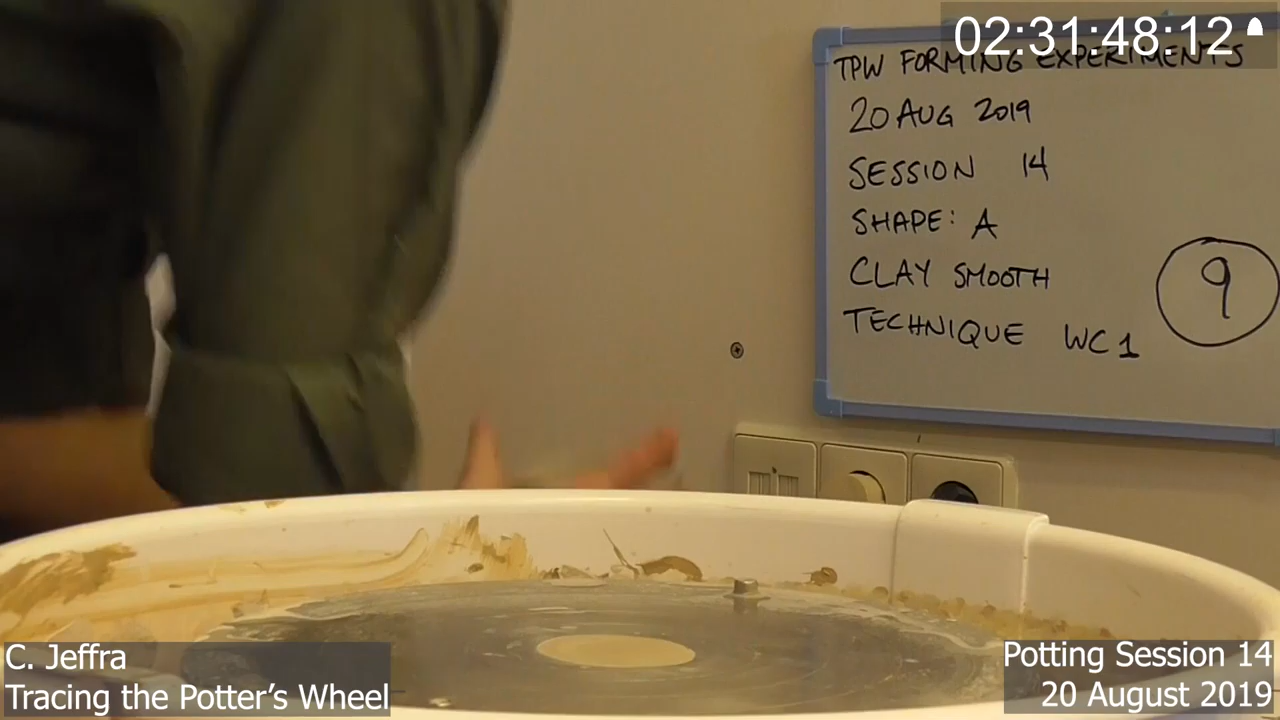 02:31:48:12
TPW FORMING EXPERIMENTS
20 AUG 2019
SESSION 14
SHAPE: A
CLAY SMOOTH
TECHNIQUE WC1
9
C. Jeffra
Tracing the Potter's Wheel
Potting Session 14
20 August 2019